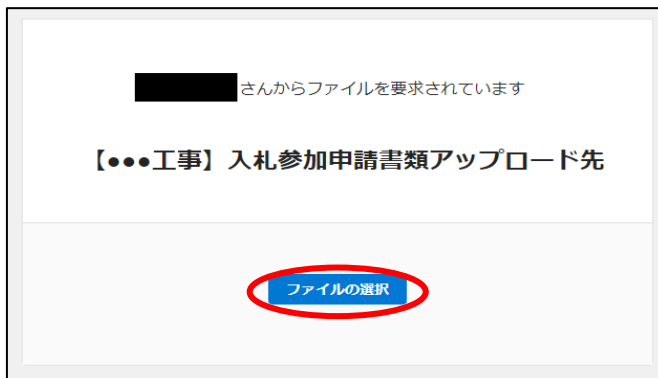 さんからファイルを要求されています
【●●●工事】入札参加申請書類アップロード先
ファイルの選択